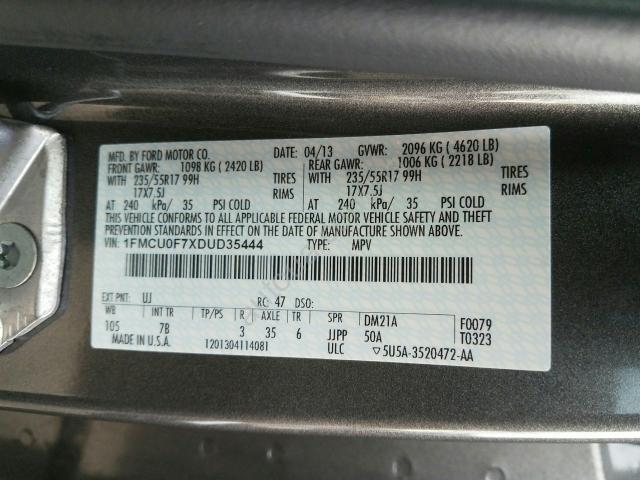 MFD. BY FORD MOTOR CO. 04/13 GVWR: 2096 KG ( 4620 LB)
FRONT GAWR: 1098 KG ( 2420 LB) REAR GAWR: 1006 KG ( 2218 LB)
WITH 235/55R17 99H TIRES WITH 235/55R17 99H TIRES
17X7.5J RIMS 17X7.5J RIMS
AT 240 kPa/ 35 PSI COLD AT 240 kPa/ 35 PSI COLD
THIS VEHICLE CONFORMS TO ALL APPLICABLE FEDERAL MOTOR VEHICLE SAFETY AND THEFT
PREVENTION STANDARDS IN EFFECT ON THE DATE OF MANUFACTURE SHOWN ABOVE.
VIN: 1FMCU0F7XDUD35444 TYPE: MPV
EXT PNT: UJ RC: 47 DSO:
WB INT TR TP/PS R AXLE TR SPR DM21A F0079
105 7B 3 35 6 JJPP 50A T0323
MADE IN U.S.A. 1201304114081 ULC ▽5U5A-3520472-AA